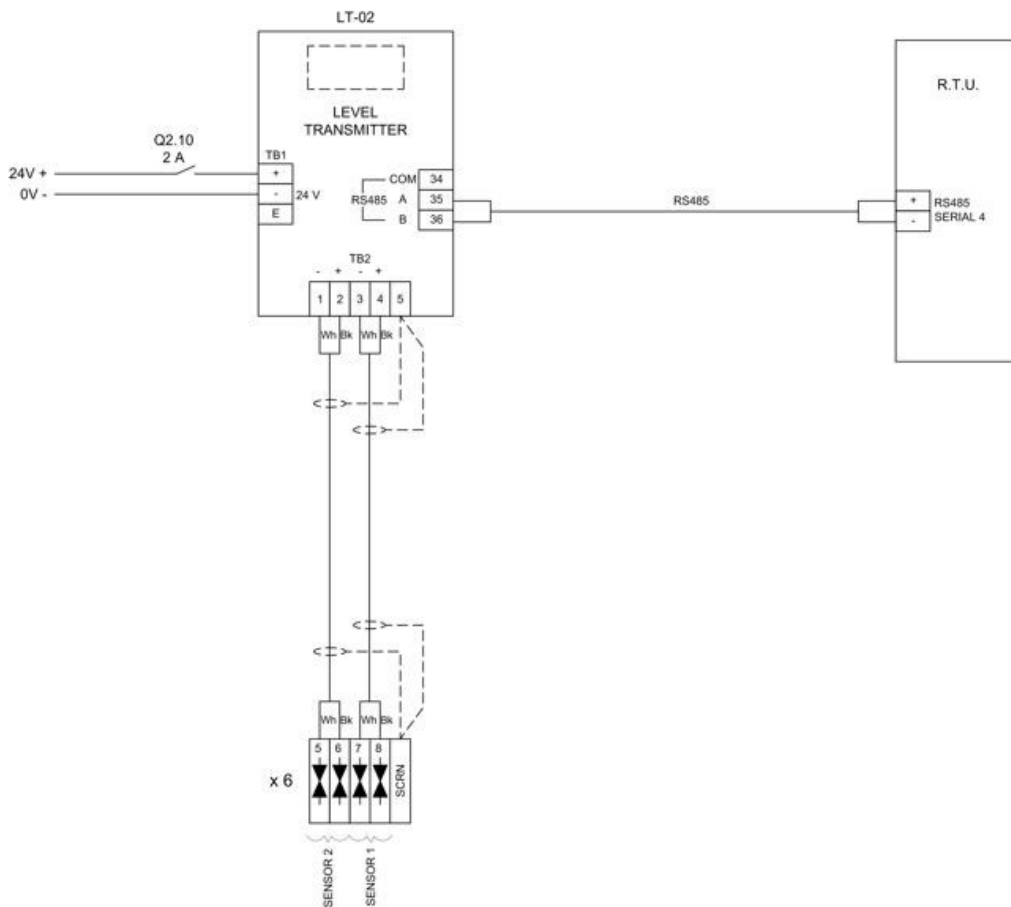 LT-02
R.T.U.
LEVEL
TRANSMITTER
Q2.10
2 A
24V +
0V -
TB1
+
-
E
24 V
COM
RS485 A
B
34
35
36
RS485
+
-
RS485
SERIAL 4
TB2
- + - +
1 2 3 4 5
Wh Bk Wh Bk
Wh Bk Wh Bk
5 6 7 8 SCRN
x 6
SENSOR 2
SENSOR 1